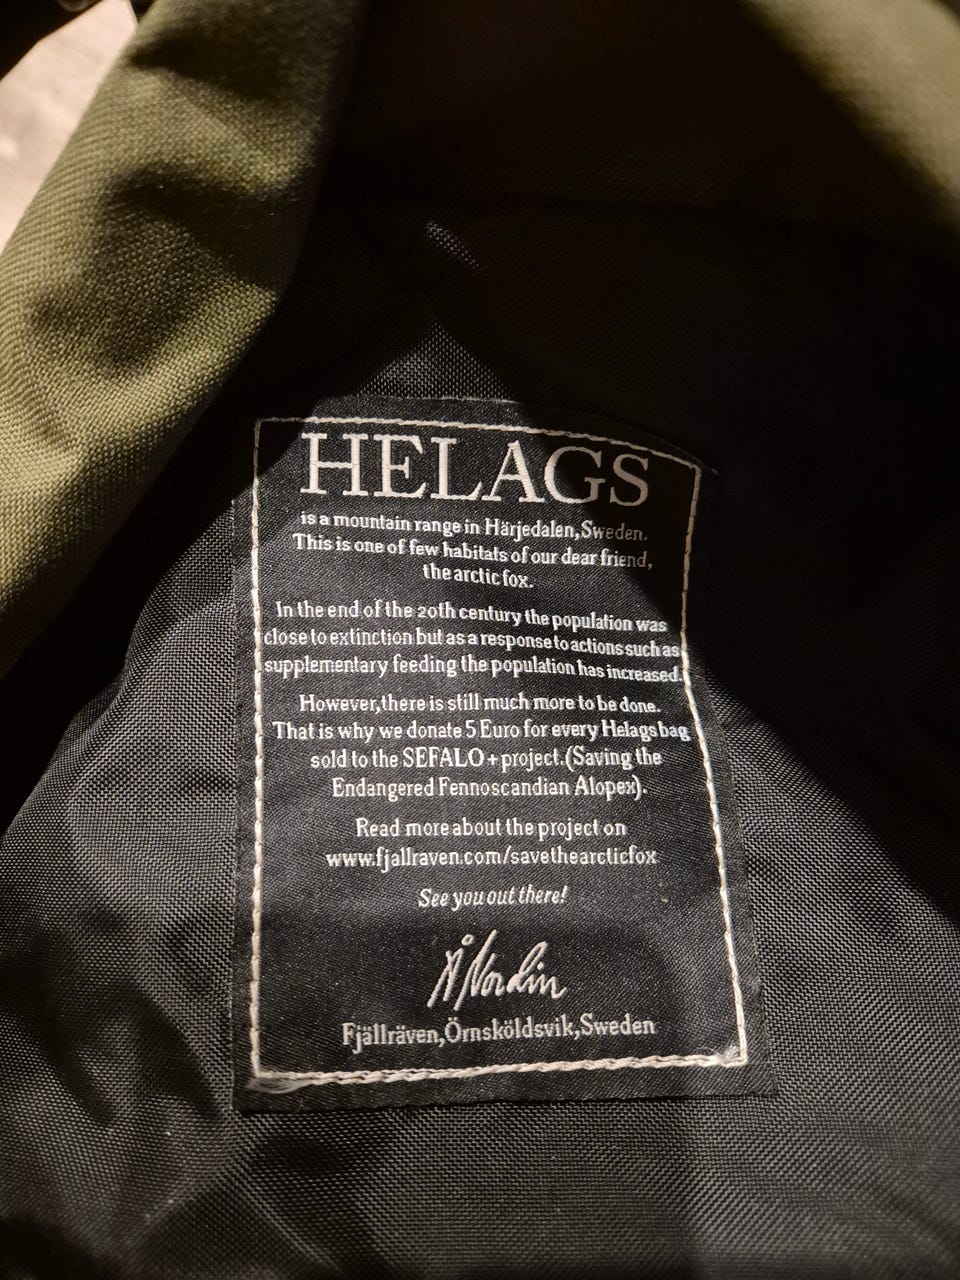 HELAGS
is a mountain range in Härjedalen,Sweden.
This is one of few habitats of our dear friend,
the arctic fox.
In the end of the 20th century the population was
close to extinction but as a response to actions such as
supplementary feeding the population has increased.
However,there is still much more to be done.
That is why we donate 5 Euro for every Helags bag
sold to the SEFALO+project.(Saving the
Endangered Fennoscandian Alopex).
Read more about the project on
www.fjallraven.com/savethearcticfox
See you out there!
Å Nordin
Fjällräven,Örnsköldsvik,Sweden